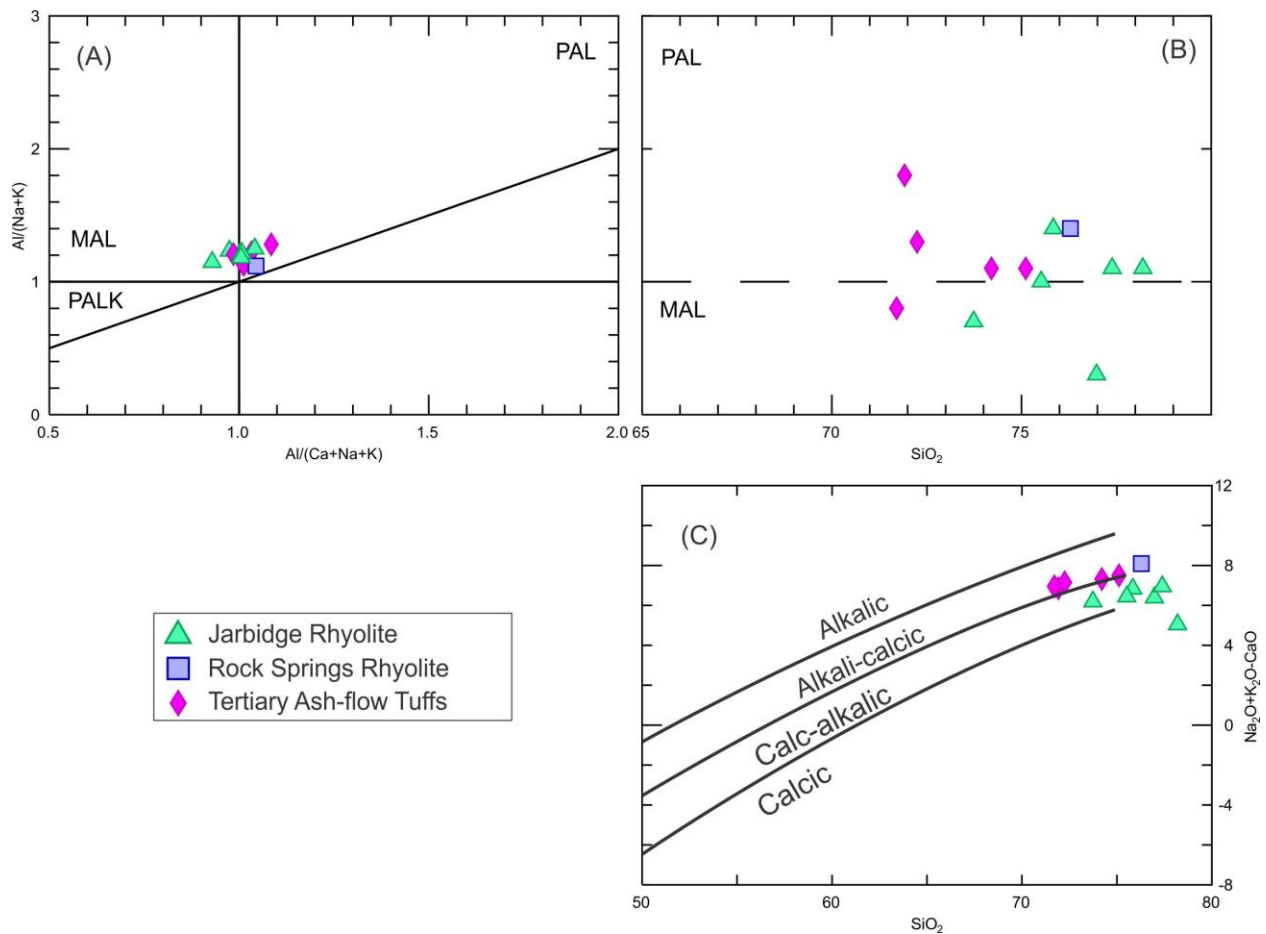 3
2
1
0
Al/(Na+K)
(A)
PAL
MAL
PALK
0.5
1.0
1.5
2.0
Al/(Ca+Na+K)
PAL
(B)
MAL
65
70
75
SiO₂
(C)
Alkalic
Alkali-calcic
Calc-alkalic
Calcic
12
8
4
0
-4
-8
Na₂O+K₂O-CaO
50
60
70
80
SiO₂
Jarbidge Rhyolite
Rock Springs Rhyolite
Tertiary Ash-flow Tuffs